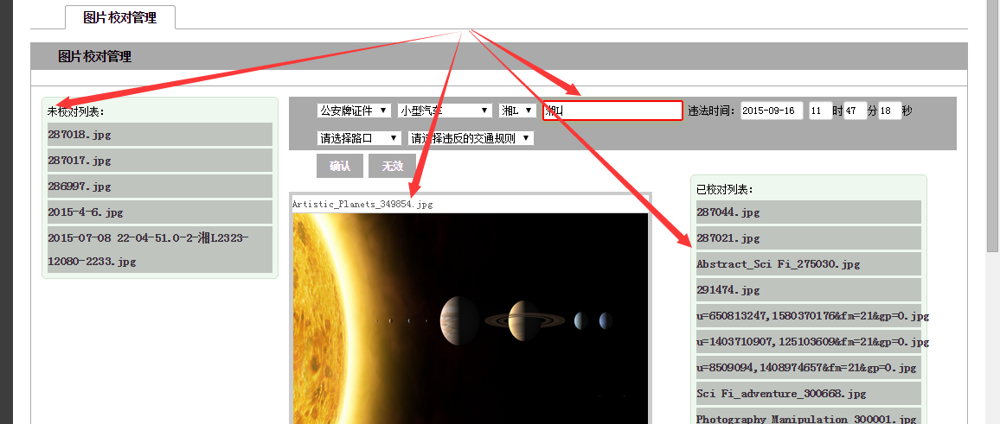 图片校对管理
图片校对管理
未核对列表：
287018.jpg
287017.jpg
286997.jpg
2015-4-6.jpg
2015-07-08 22-04-51.0-2-湘L2323-
12080-2233.jpg
公安牌证件 小型汽车 湘L 湘L 违法时间： 2015-09-16 11 时 47 分 18 秒
请选择路口 请选择违反的交通规则
确认 无效
Artistic_Planets_349854.jpg
已核对列表：
287044.jpg
287021.jpg
Abstract_Sci Fi_275030.jpg
291474.jpg
u=650813247,1580370176&fm=21&gp=0.jpg
u=1403710907,125103609&fm=21&gp=0.jpg
u=8509094,1408974657&fm=21&gp=0.jpg
Sci Fi_adventure_300668.jpg
Photography Manipulation_300001.jpg